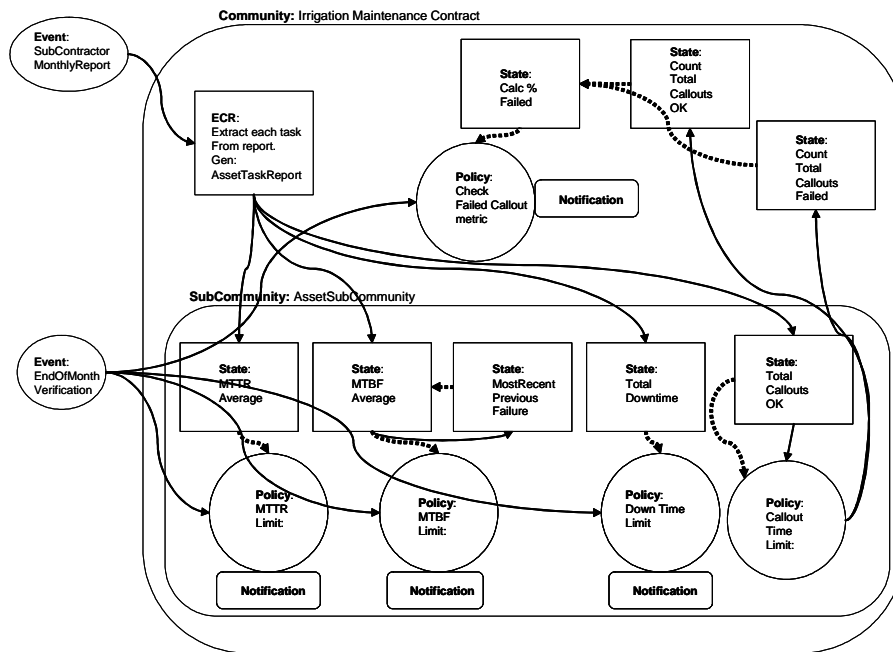 Community: Irrigation Maintenance Contract
Event:
SubContractor
MonthlyReport
ECR:
Extract each task
From report.
Gen:
AssetTaskReport
State:
Calc %
Failed
State:
Count
Total
Callouts
OK
State:
Count
Total
Callouts
Failed
Policy:
Check
Failed Callout
metric
Notification
SubCommunity: AssetSubCommunity
Event:
EndOfMonth
Verification
State:
MTTR
Average
State:
MTBF
Average
State:
MostRecent
Previous
Failure
State:
Total
Downtime
State:
Total
Callouts
OK
Policy:
MTTR
Limit:
Policy:
MTBF
Limit:
Policy:
Down Time
Limit
Policy:
Callout
Time
Limit:
Notification
Notification
Notification